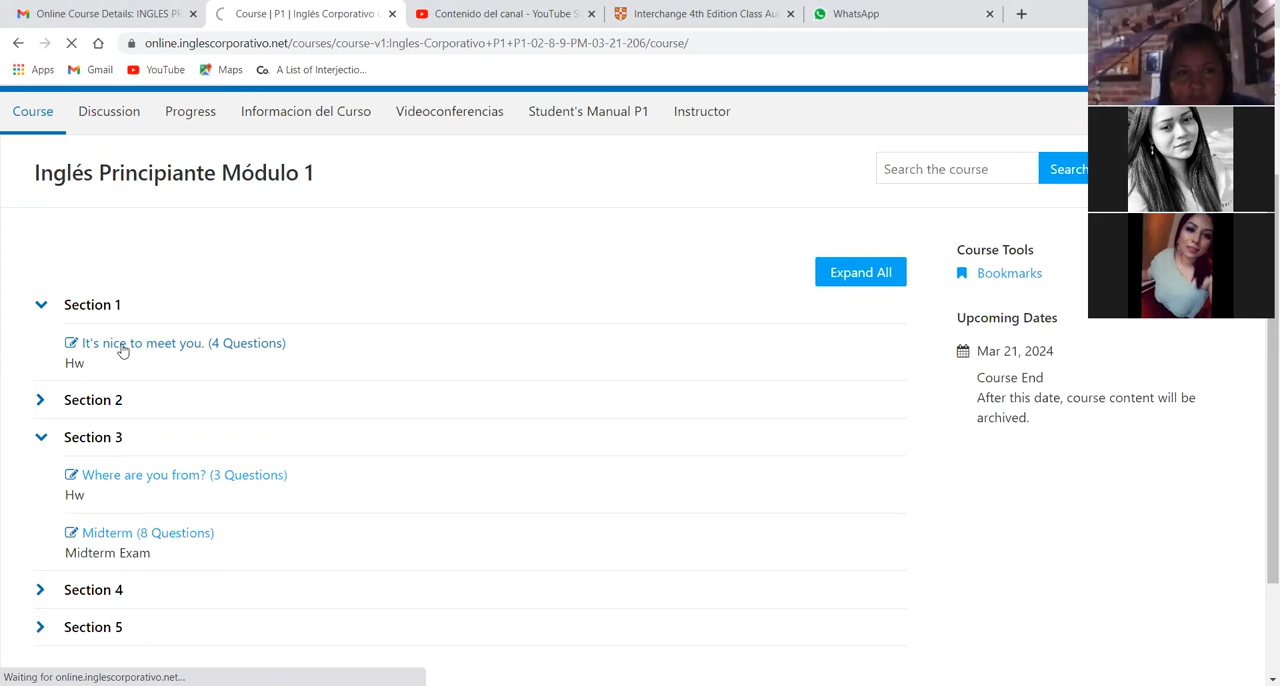 Online Course Details: INGLES PR
Course | P1 | Inglés Corporativo
Contenido del canal - YouTube S
Interchange 4th Edition Class Au
WhatsApp
online.inglescorporativo.net/courses/course-v1:Ingles-Corporativo+P1+P1-02-8-9-PM-03-21-206/course/
Apps
Gmail
YouTube
Maps
Co. A List of Interjectio...
Course
Discussion
Progress
Informacion del Curso
Videoconferencias
Student's Manual P1
Instructor
Inglés Principiante Módulo 1
Search the course
Search
Expand All
Section 1
It's nice to meet you. (4 Questions)
Hw
Section 2
Section 3
Where are you from? (3 Questions)
Hw
Midterm (8 Questions)
Midterm Exam
Section 4
Section 5
Course Tools
Bookmarks
Upcoming Dates
Mar 21, 2024
Course End
After this date, course content will be
archived.
Waiting for online.inglescorporativo.net...